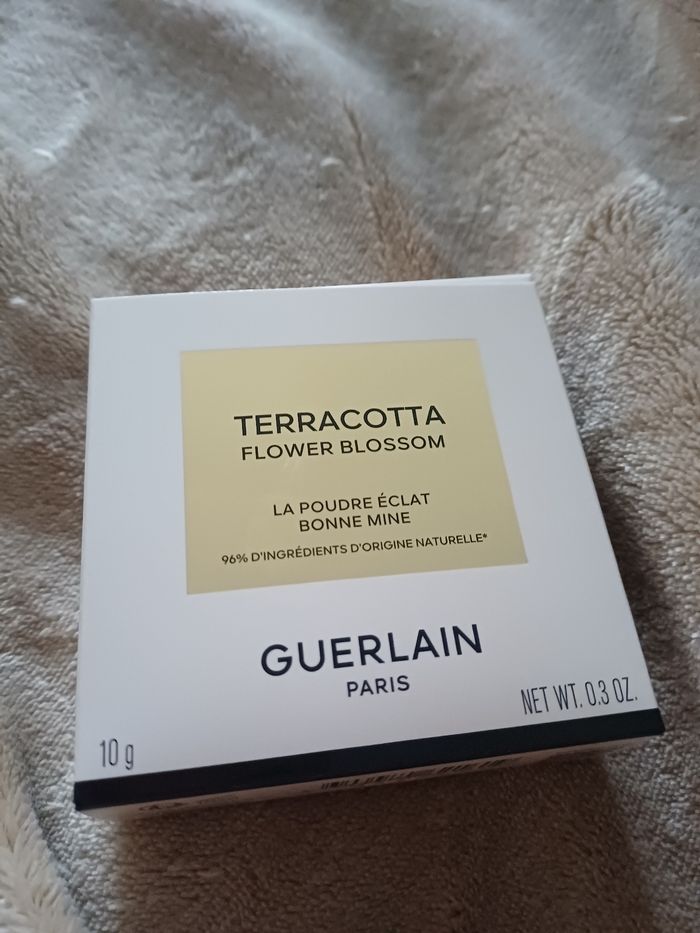 TERRACOTTA
FLOWER BLOSSOM
LA POUDRE ÉCLAT
BONNE MINE
96% D'INGRÉDIENTS D'ORIGINE NATURELLE*
GUERLAIN
PARIS
10 g
NET WT. 0.3 OZ.